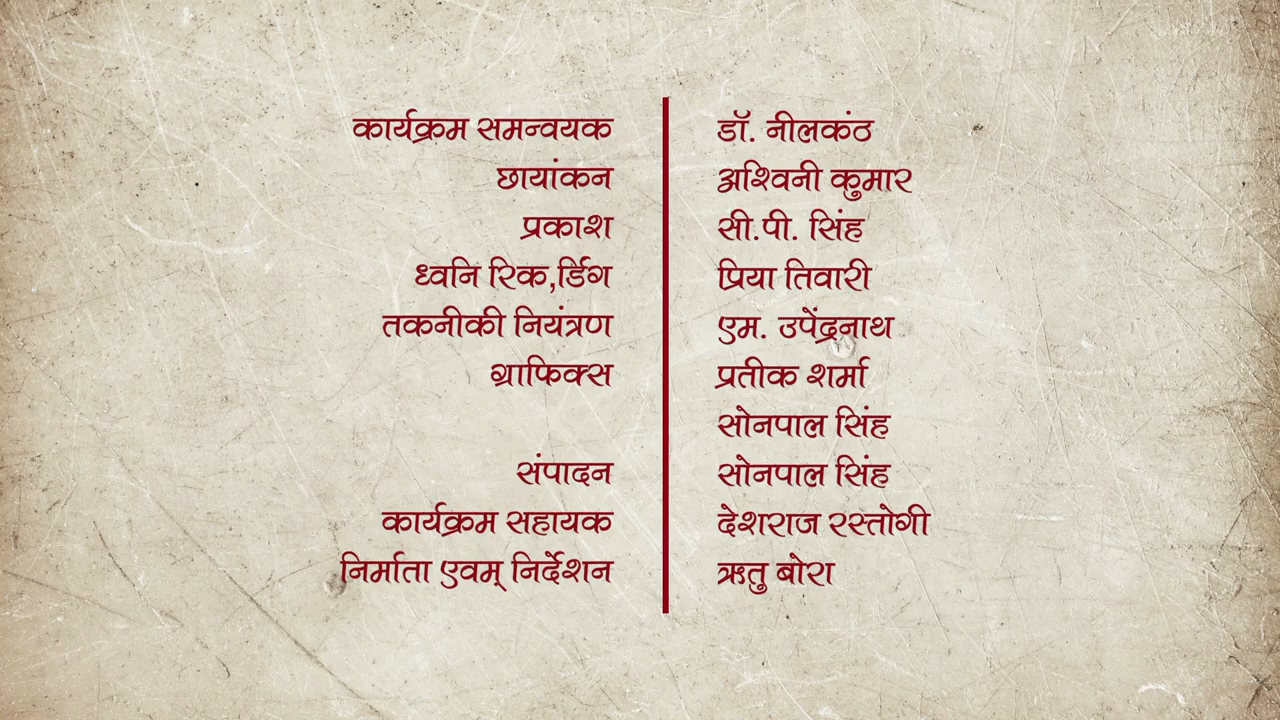 कार्यक्रम समन्वयक डॉ. नीलकंठ
छायांकन अश्विनी कुमार
प्रकाश सी.पी. सिंह
ध्वनि रिक,र्डिंग प्रिया तिवारी
तकनीकी नियंत्रण एम. उपेंद्रनाथ
ग्राफिक्स प्रतीक शर्मा
सोनपाल सिंह
संपादन सोनपाल सिंह
कार्यक्रम सहायक देशराज रस्तोगी
निर्माता एवम् निर्देशन ऋतु बोरा